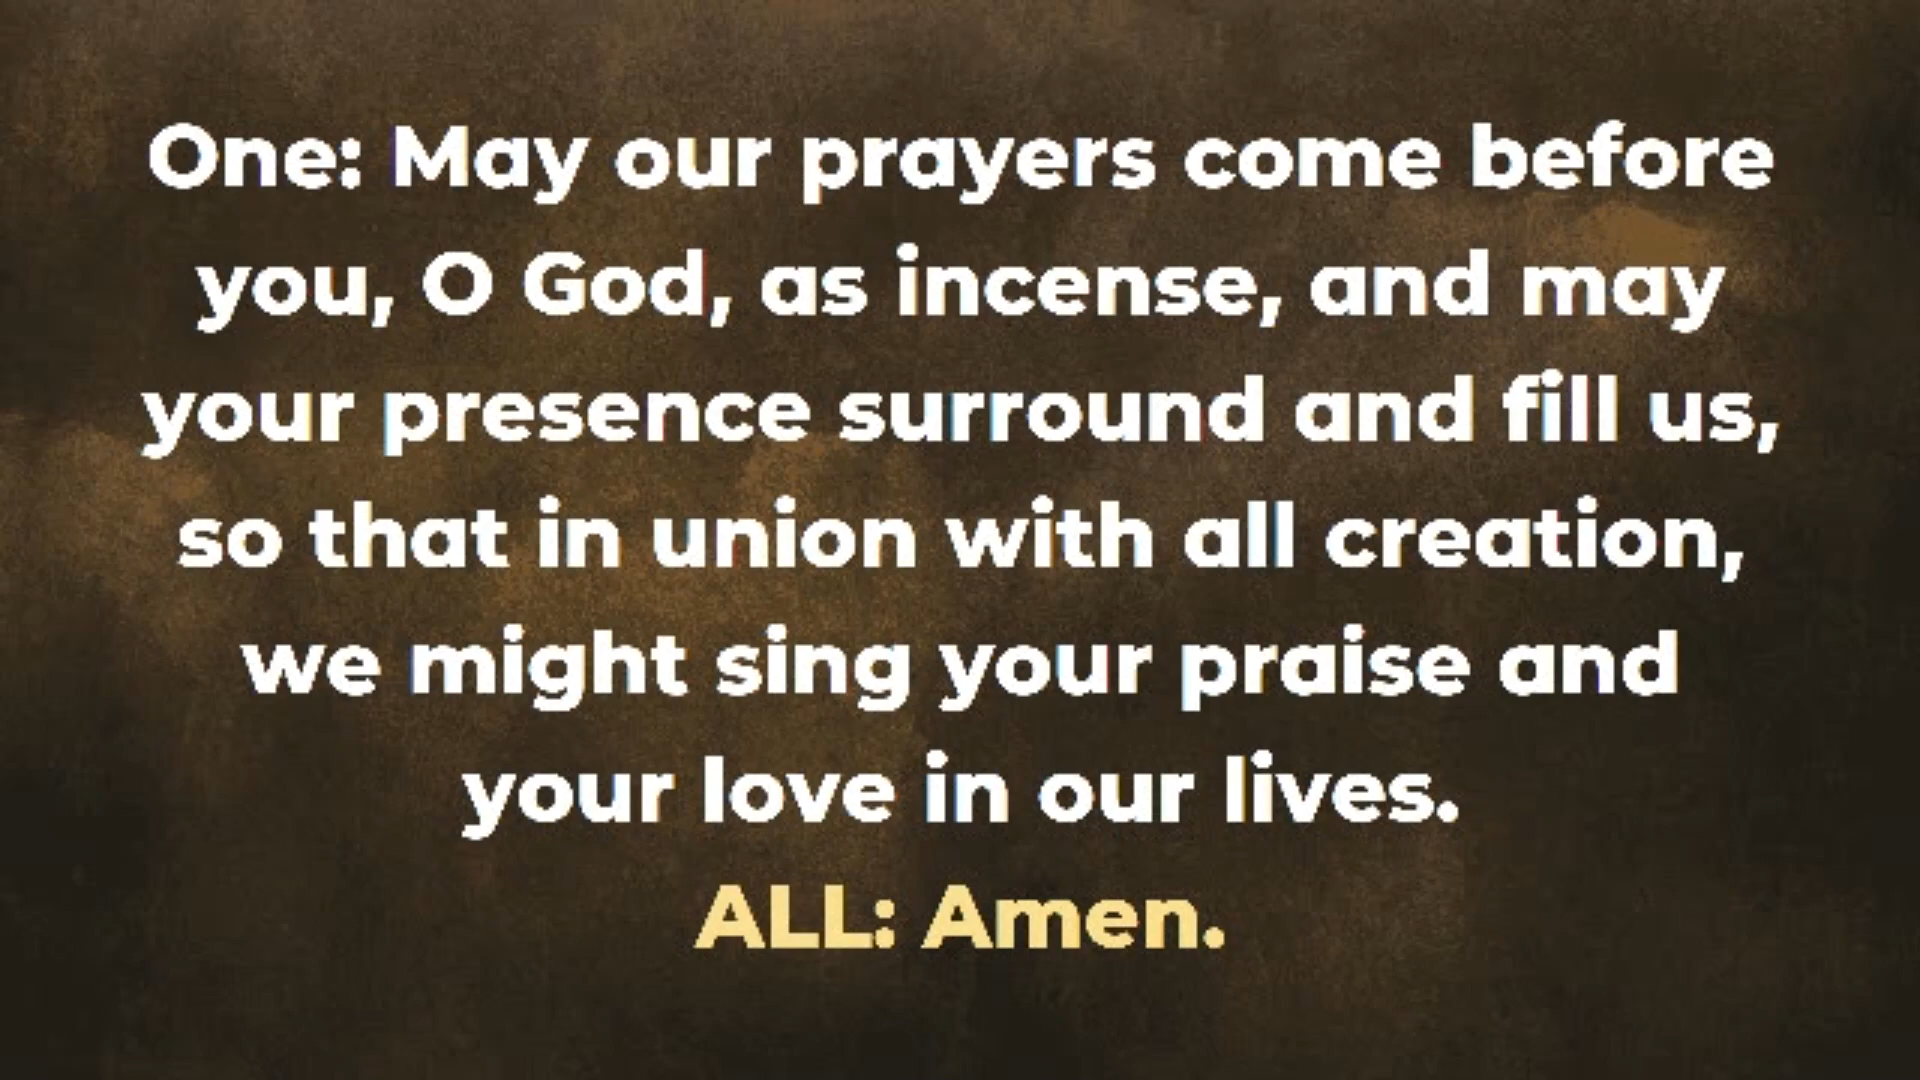 One: May our prayers come before
you, O God, as incense, and may
your presence surround and fill us,
so that in union with all creation,
we might sing your praise and
your love in our lives.
ALL: Amen.